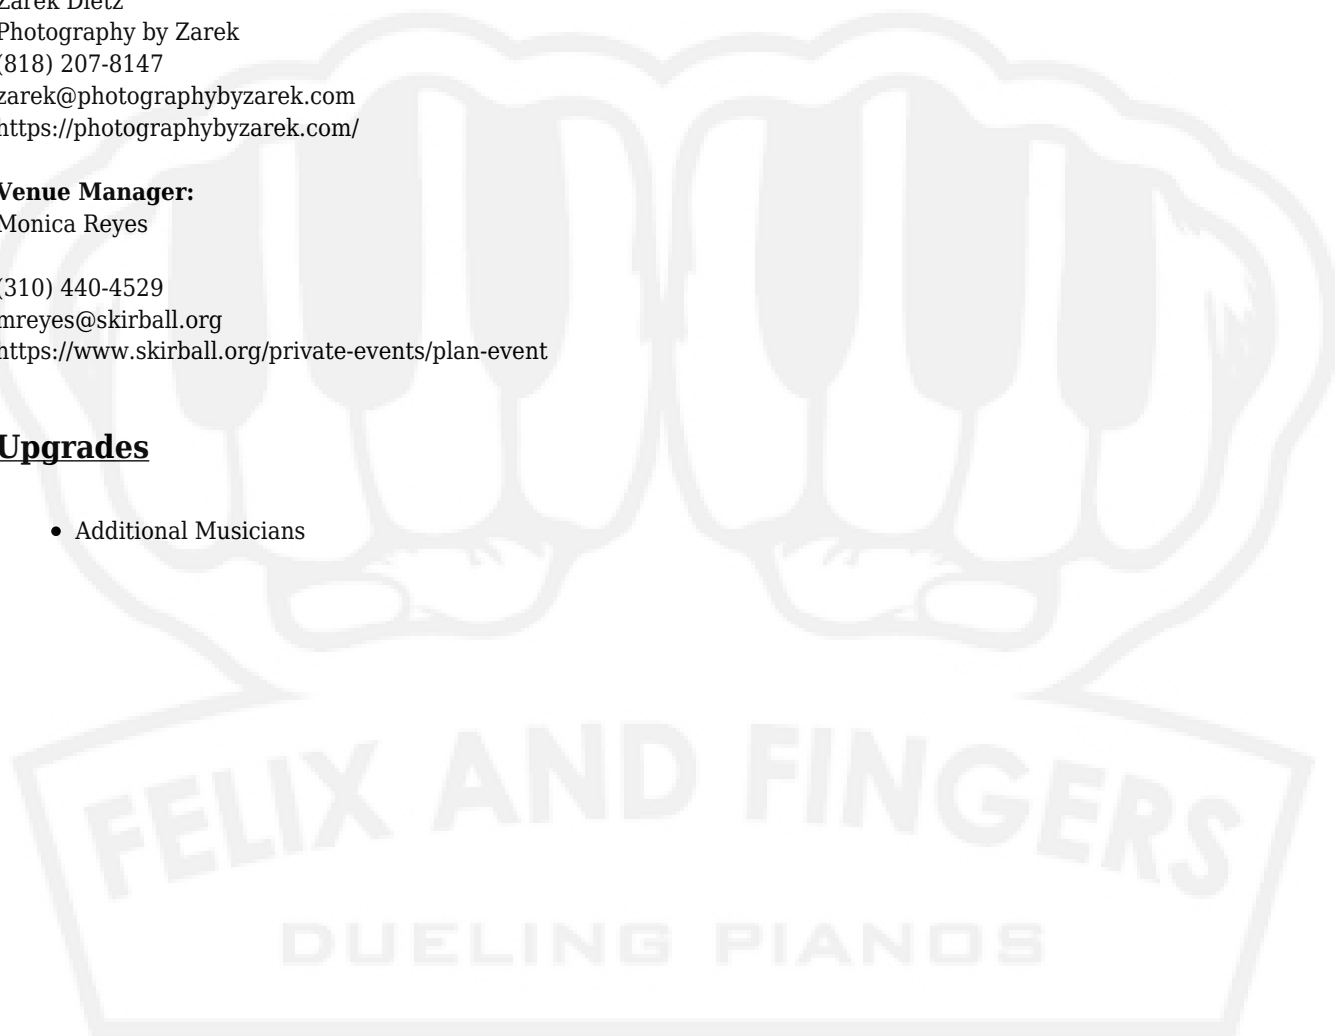 Zarek Dietz
Photography by Zarek
(818) 207-8147
zarek@photographybyzarek.com
https://photographybyzarek.com/
Venue Manager:
Monica Reyes
(310) 440-4529
mreyes@skirball.org
https://www.skirball.org/private-events/plan-event
Upgrades
• Additional Musicians
FELIX AND FINGERS
DUELING PIANOS